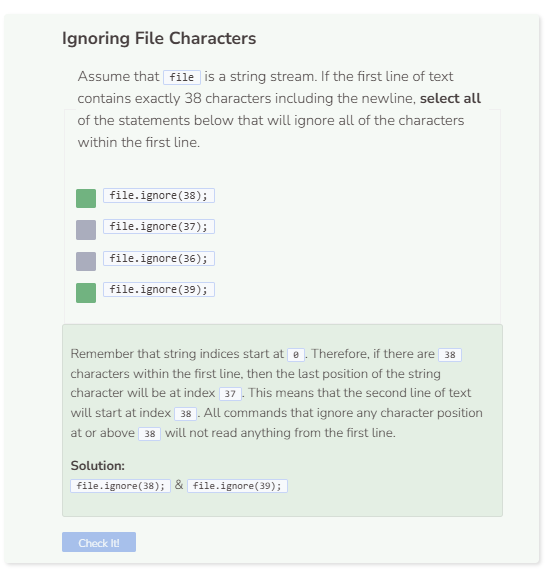 Ignoring File Characters
Assume that file is a string stream. If the first line of text
contains exactly 38 characters including the newline, select all
of the statements below that will ignore all of the characters
within the first line.
file.ignore(38);
file.ignore(37);
file.ignore(36);
file.ignore(39);
Remember that string indices start at 0. Therefore, if there are 38
characters within the first line, then the last position of the string
character will be at index 37. This means that the second line of text
will start at index 38. All commands that ignore any character position
at or above 38 will not read anything from the first line.
Solution:
file.ignore(38); & file.ignore(39);
Check It!